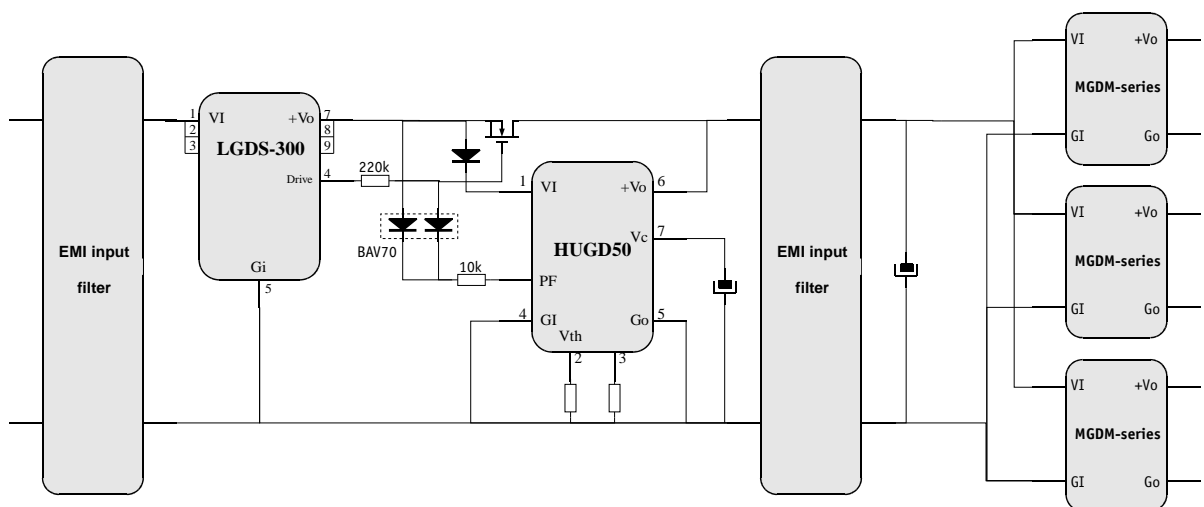 EMI input
filter
1
2
3
VI
+Vo
7
8
9
LGDS-300
Drive
4
Gi
5
220k
BAV70
10k
1
VI
+Vo
6
Vc
7
HUGD50
PF
4
GI
Go
5
Vth
2
3
EMI input
filter
VI
+Vo
MGDM-series
GI
Go
VI
+Vo
MGDM-series
GI
Go
VI
+Vo
MGDM-series
GI
Go